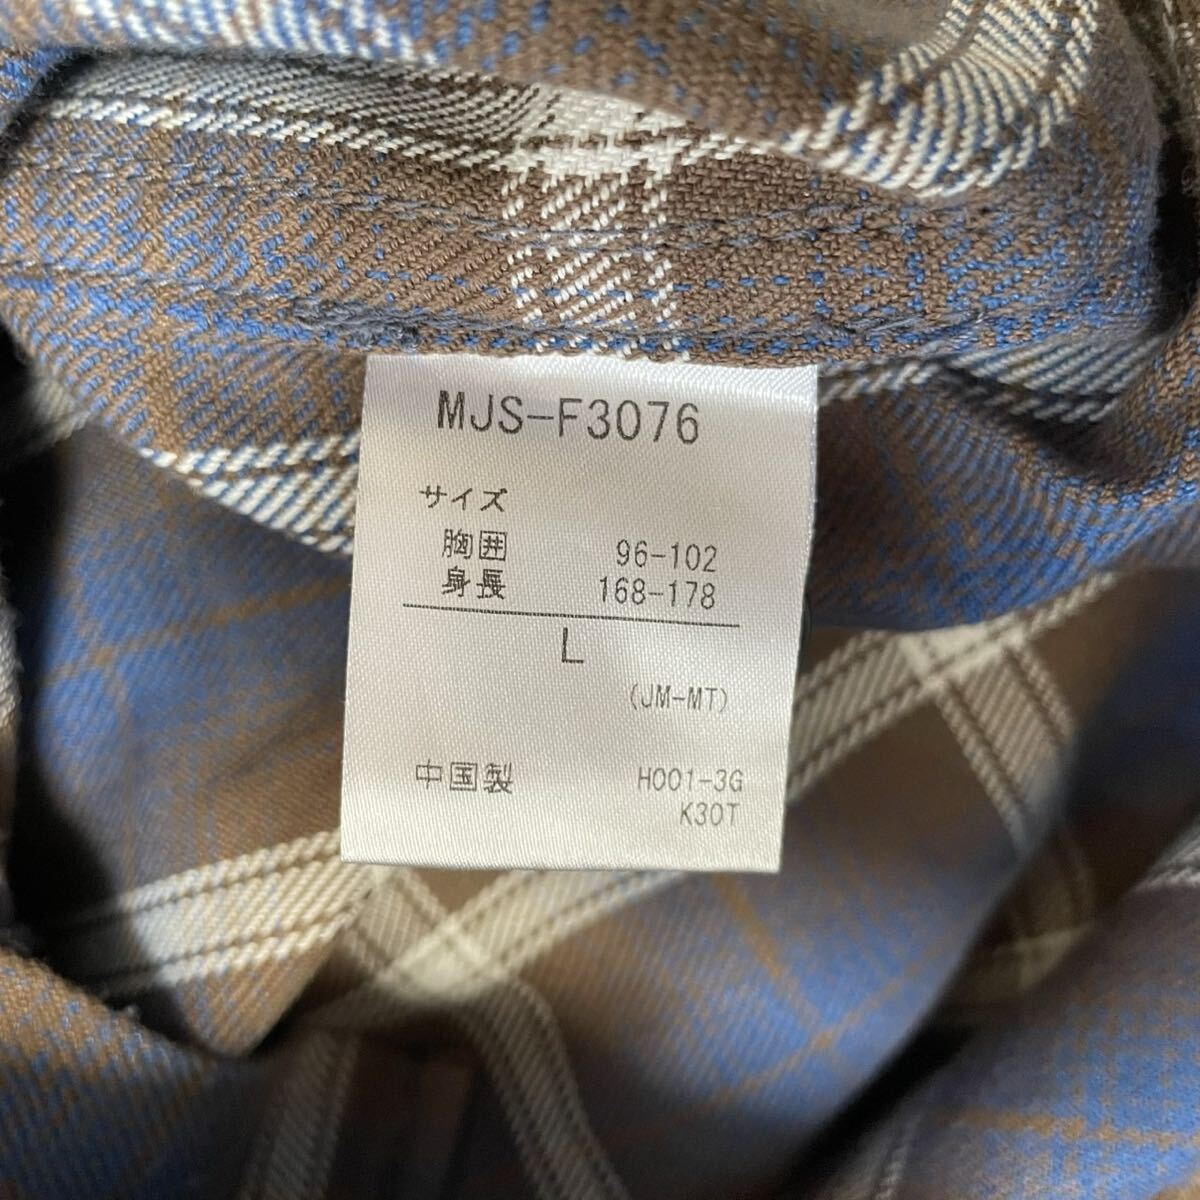 MJS-F3076
サイズ
胸囲 96-102
身長 168-178
L
(JM-MT)
中国製 H001-3G
K30T